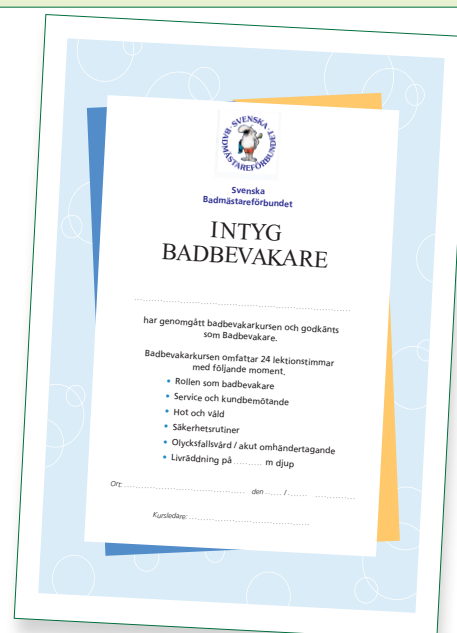 SVENSKA
BADMÄSTAREFÖRBUNDET
Svenska
Badmästareförbundet
INTYG
BADBEVAKARE
har genomgått badbevakarkursen och godkänts
som Badbevakare.
Badbevakarkursen omfattar 24 lektionstimmar
med följande moment.
• Rollen som badbevakare
• Service och kundbemötande
• Hot och våld
• Säkerhetsrutiner
• Olycksfallsvård / akut omhändertagande
• Livräddning på .......... m djup
Ort: ............................................. den ...... / ....... ..............
Kursledare: .............................................